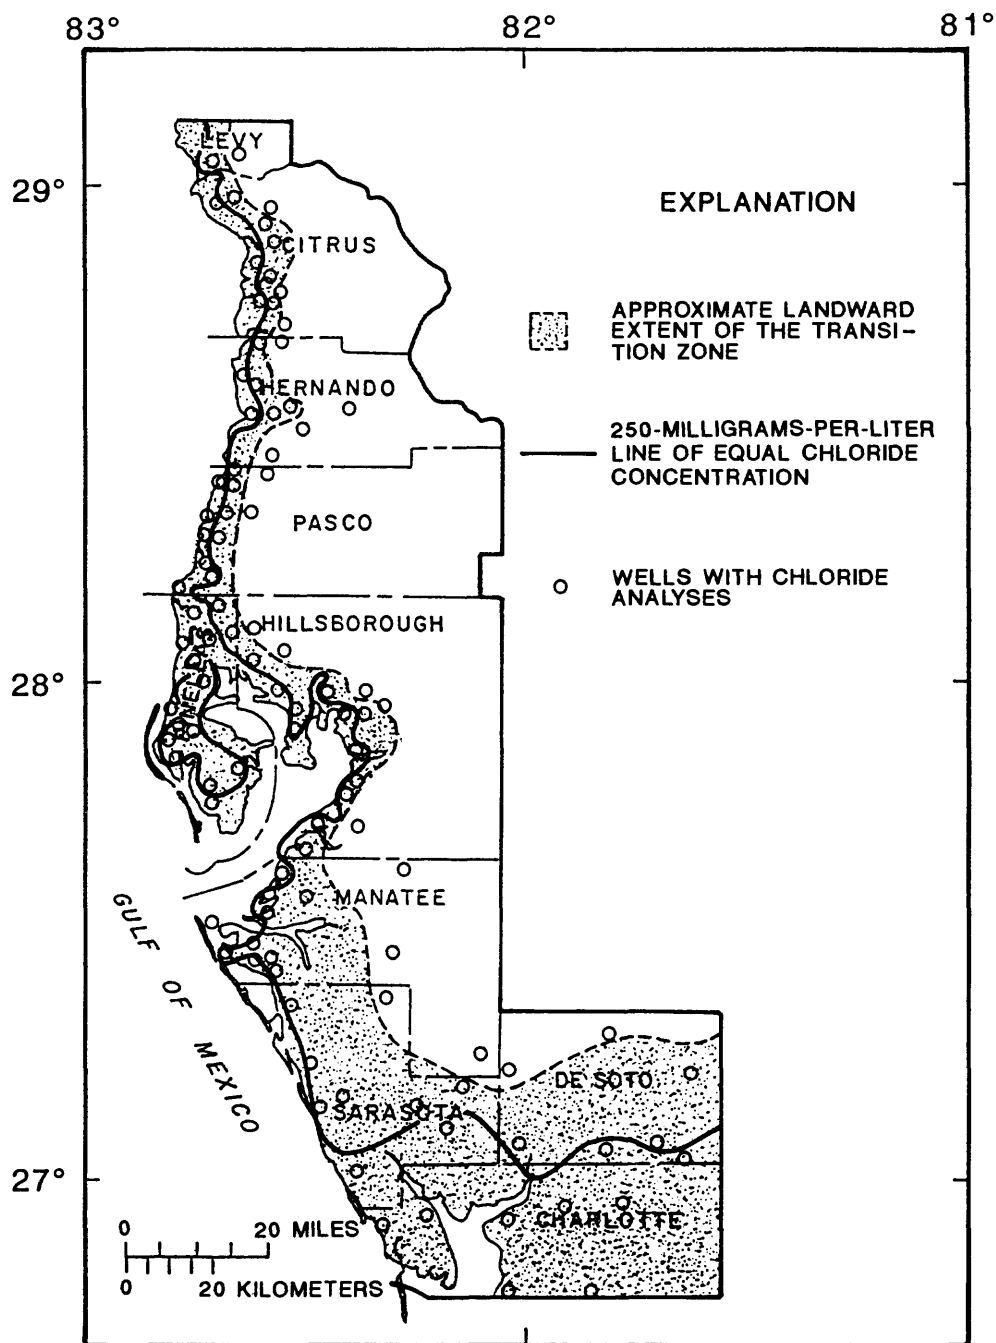 83°
82°
81°
LEVY
29°
EXPLANATION
CITRUS
APPROXIMATE LANDWARD
EXTENT OF THE TRANSI-
TION ZONE
HERNANDO
250-MILLIGRAMS-PER-LITER
LINE OF EQUAL CHLORIDE
CONCENTRATION
PASCO
WELLS WITH CHLORIDE
ANALYSES
HILLSBOROUGH
PINELLAS
28°
MANATEE
GULF OF MEXICO
DE SOTO
SARASOTA
27°
CHARLOTTE
0 20 MILES
0 20 KILOMETERS